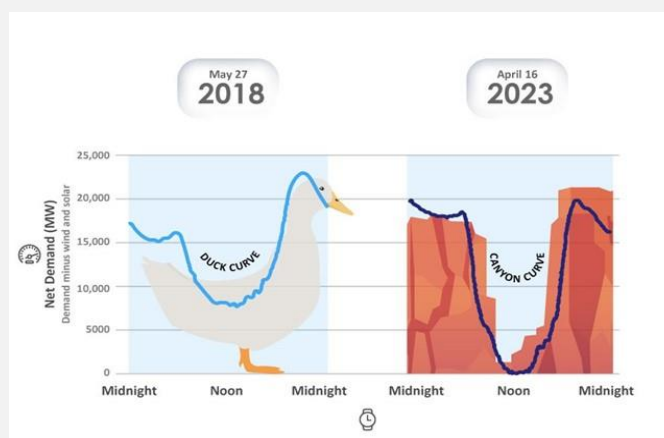 May 27
2018
April 16
2023
Net Demand (MW)
Demand minus wind and solar
25,000
20,000
15,000
10,000
5000
0
DUCK CURVE
CANYON CURVE
Midnight Noon Midnight
Midnight Noon Midnight